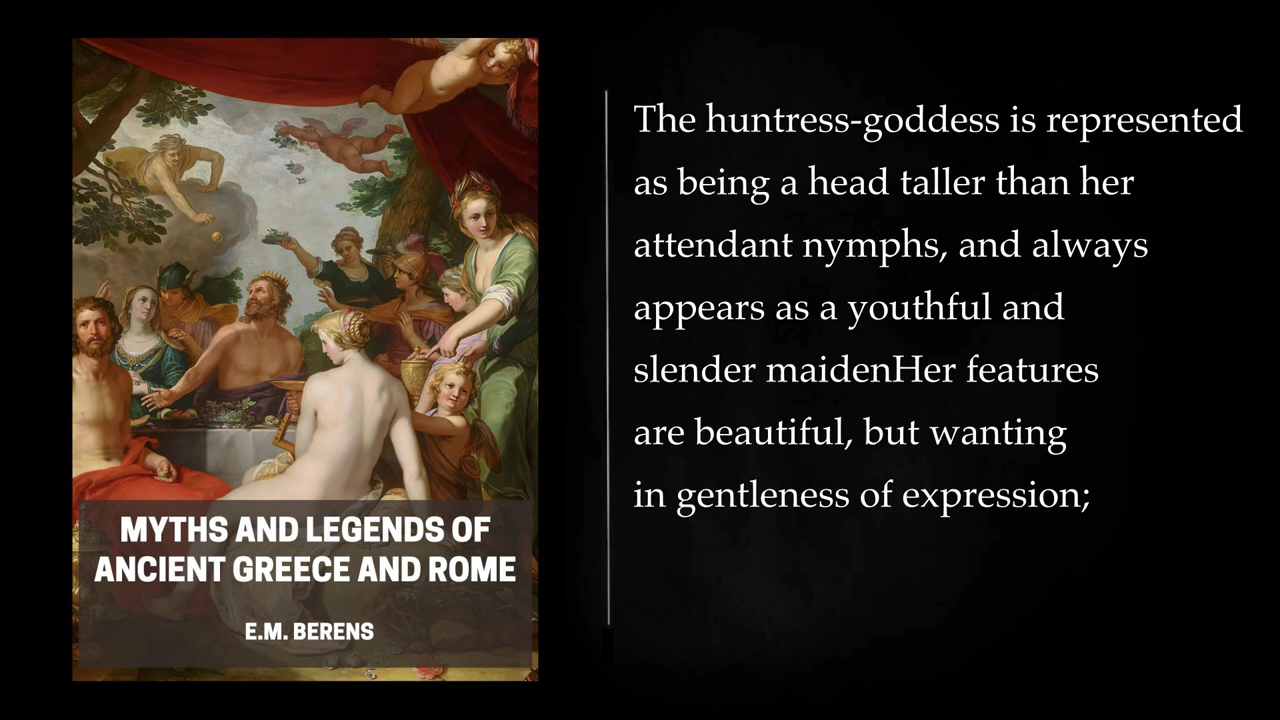 MYTHS AND LEGENDS OF
ANCIENT GREECE AND ROME
E.M. BERENS
The huntress-goddess is represented
as being a head taller than her
attendant nymphs, and always
appears as a youthful and
slender maidenHer features
are beautiful, but wanting
in gentleness of expression;